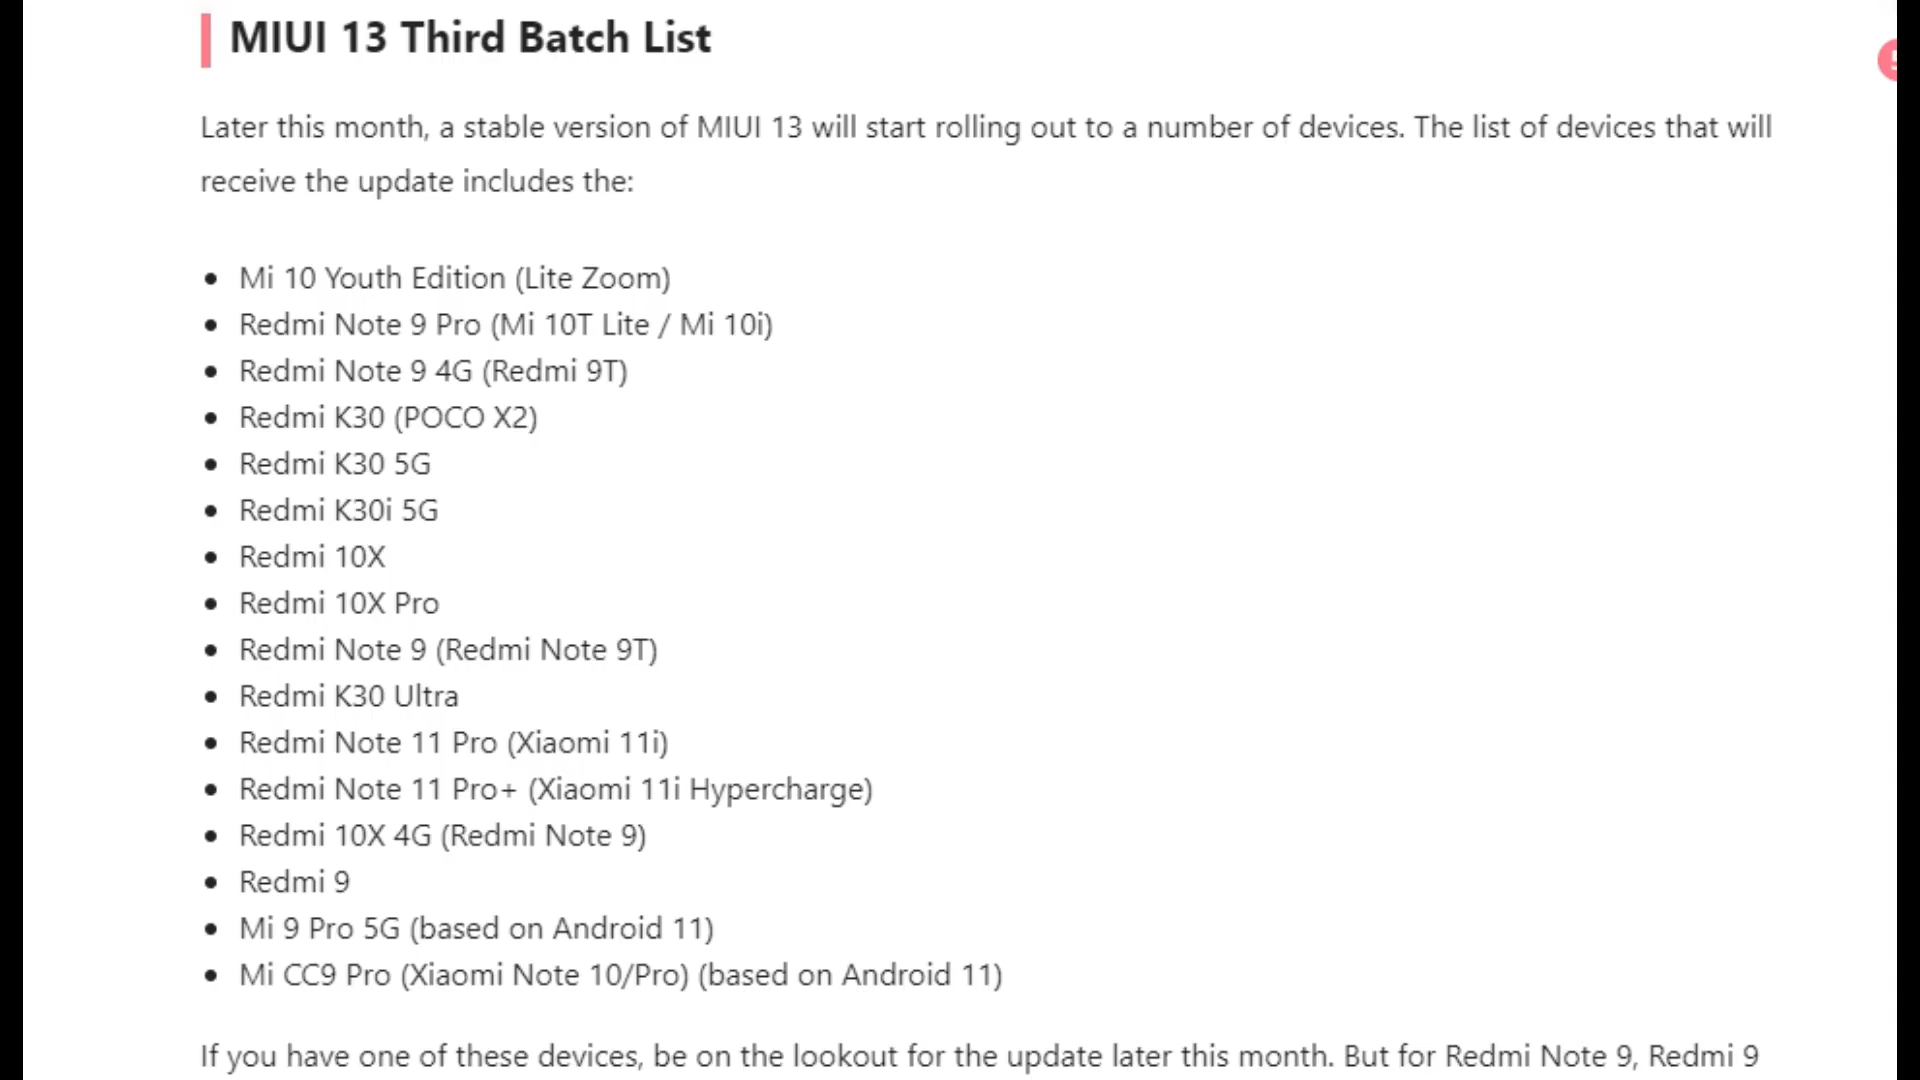 MIUI 13 Third Batch List
Later this month, a stable version of MIUI 13 will start rolling out to a number of devices. The list of devices that will
receive the update includes the:
• Mi 10 Youth Edition (Lite Zoom)
• Redmi Note 9 Pro (Mi 10T Lite / Mi 10i)
• Redmi Note 9 4G (Redmi 9T)
• Redmi K30 (POCO X2)
• Redmi K30 5G
• Redmi K30i 5G
• Redmi 10X
• Redmi 10X Pro
• Redmi Note 9 (Redmi Note 9T)
• Redmi K30 Ultra
• Redmi Note 11 Pro (Xiaomi 11i)
• Redmi Note 11 Pro+ (Xiaomi 11i Hypercharge)
• Redmi 10X 4G (Redmi Note 9)
• Redmi 9
• Mi 9 Pro 5G (based on Android 11)
• Mi CC9 Pro (Xiaomi Note 10/Pro) (based on Android 11)
If you have one of these devices, be on the lookout for the update later this month. But for Redmi Note 9, Redmi 9